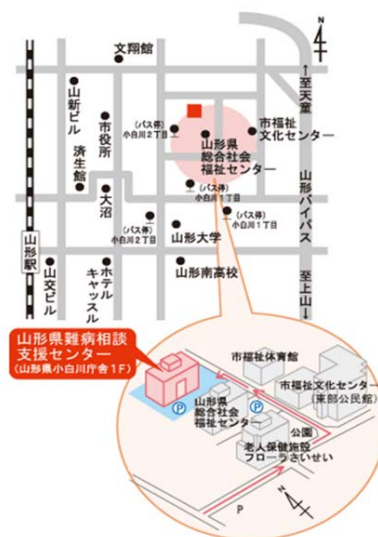 N
文翔館
←至天童
山新ビル
市役所
済生館
(バス停)
小白川2丁目
山形県
総合社会
福祉センター
市福祉
文化センター
大沼
(バス停)
小白川1丁目
(バス停)
小白川1丁目
(バス停)
小白川2丁目
山形バイパス
山形大学
山形駅
山交ビル
ホテル
キャッスル
山形南高校
至上山→
山形県難病相談
支援センター
(山形県小白川庁舎1F)
市福祉体育館
市福祉文化センター
(東部公民館)
P
P
山形県
総合社会
福祉センター
公園
老人保健施設
フローラさいせい
P
N